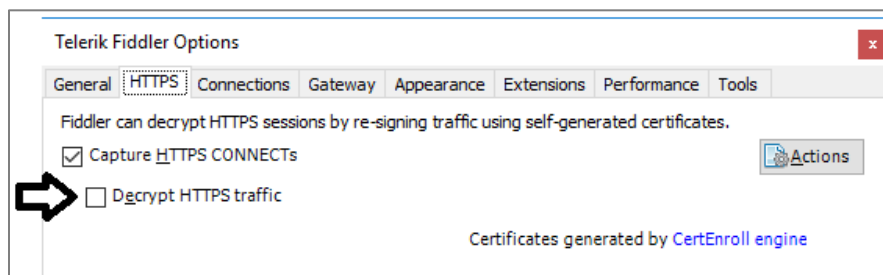 Telerik Fiddler Options
x
General HTTPS Connections Gateway Appearance Extensions Performance Tools
Fiddler can decrypt HTTPS sessions by re-signing traffic using self-generated certificates.
Capture HTTPS CONNECTs
Actions
Decrypt HTTPS traffic
Certificates generated by CertEnroll engine